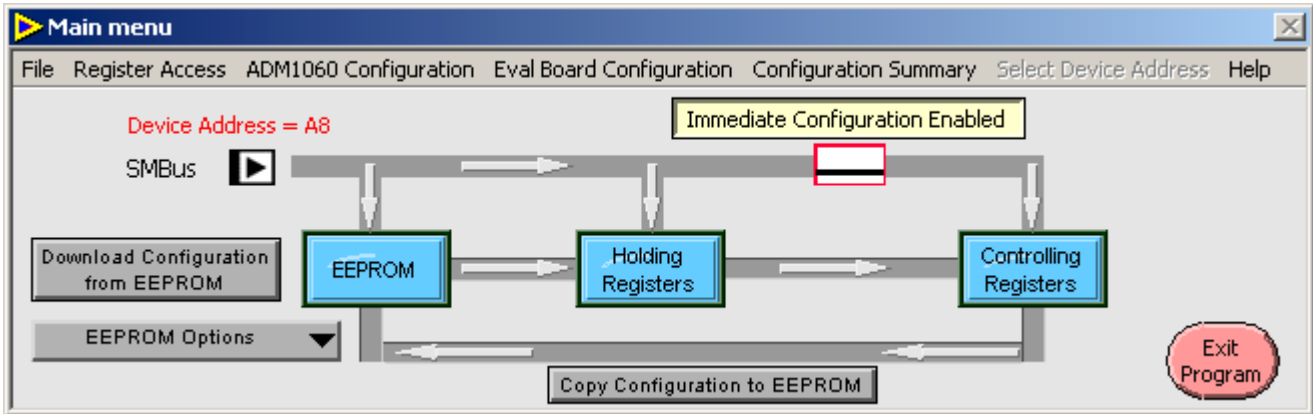 Main menu
File Register Access ADM1060 Configuration Eval Board Configuration Configuration Summary Select Device Address Help
Device Address = A8
Immediate Configuration Enabled
SMBus
Download Configuration
from EEPROM
EEPROM
Holding
Registers
Controlling
Registers
EEPROM Options
Copy Configuration to EEPROM
Exit
Program